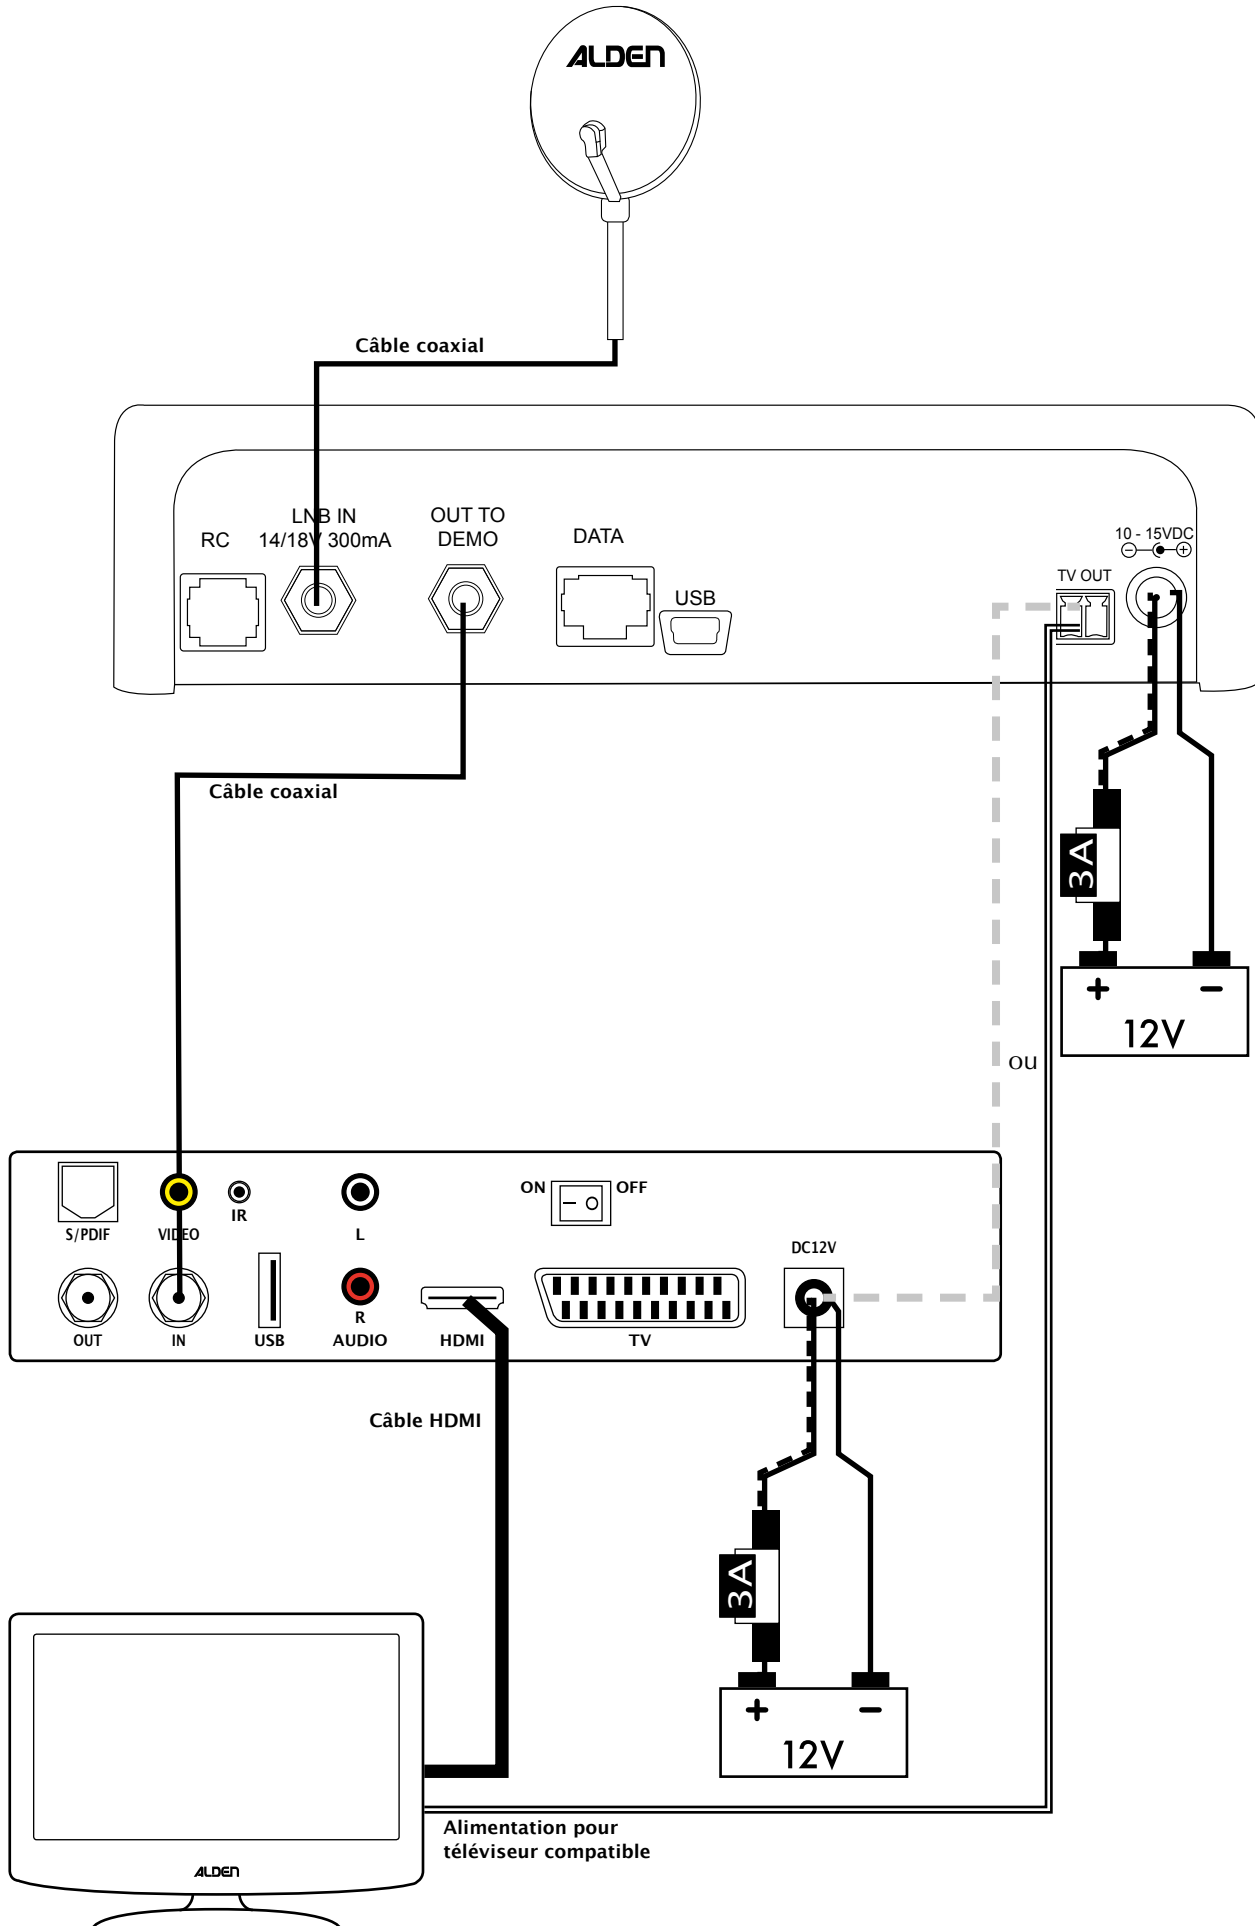 ALDEN
Câble coaxial
LNB IN
14/18V 300mA
RC
OUT TO
DEMO
DATA
USB
10 - 15VDC
TV OUT
Câble coaxial
3A
+ −
12V
ou
S/PDIF
VIDEO
IR
L
ON
OFF
DC12V
OUT
IN
USB
R
AUDIO
HDMI
TV
Câble HDMI
3A
+ −
12V
Alimentation pour
téléviseur compatible
ALDEN